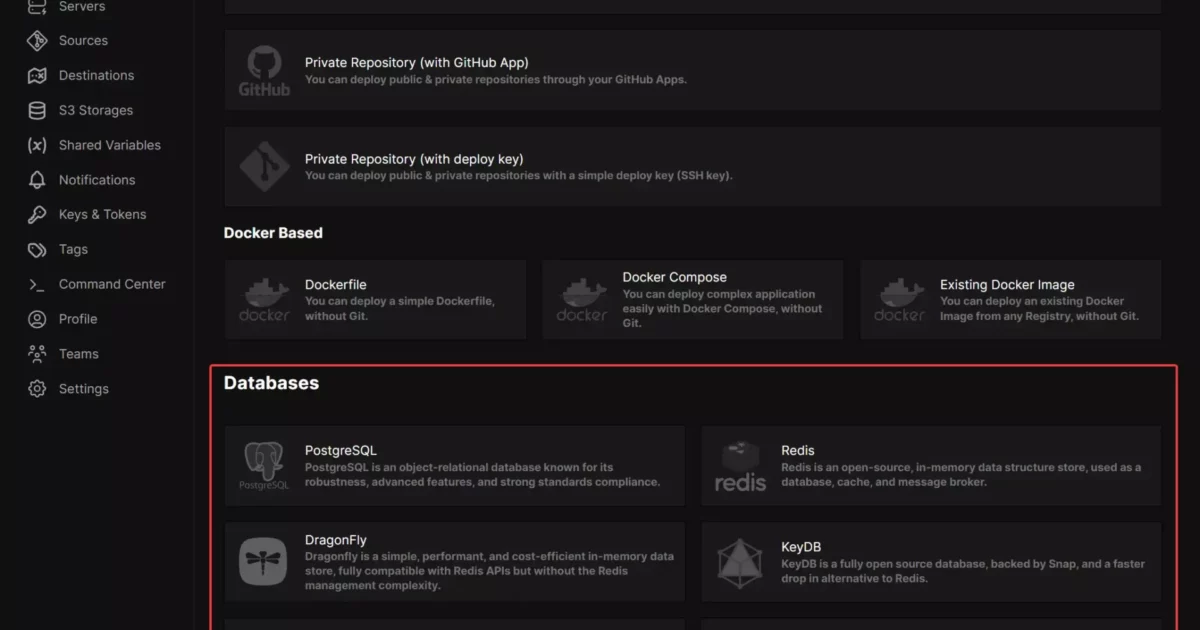 Servers
Sources
Destinations
S3 Storages
Shared Variables
Notifications
Keys & Tokens
Tags
Command Center
Profile
Teams
Settings
GitHub
Private Repository (with GitHub App)
You can deploy public & private repositories through your GitHub Apps.
Private Repository (with deploy key)
You can deploy public & private repositories with a simple deploy key (SSH key).
Docker Based
docker
Dockerfile
You can deploy a simple Dockerfile,
without Git.
docker
Docker Compose
You can deploy complex application
easily with Docker Compose, without
Git.
docker
Existing Docker Image
You can deploy an existing Docker
Image from any Registry, without Git.
Databases
PostgreSQL
PostgreSQL
PostgreSQL is an object-relational database known for its
robustness, advanced features, and strong standards compliance.
redis
Redis
Redis is an open-source, in-memory data structure store, used as a
database, cache, and message broker.
DragonFly
Dragonfly is a simple, performant, and cost-efficient in-memory data
store, fully compatible with Redis APIs but without the Redis
management complexity.
KeyDB
KeyDB is a fully open source database, backed by Snap, and a faster
drop in alternative to Redis.